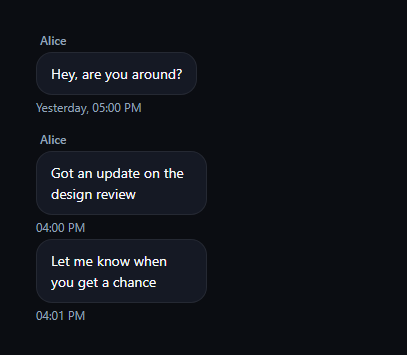 Alice
Hey, are you around?
Yesterday, 05:00 PM
Alice
Got an update on the
design review
04:00 PM
Let me know when
you get a chance
04:01 PM